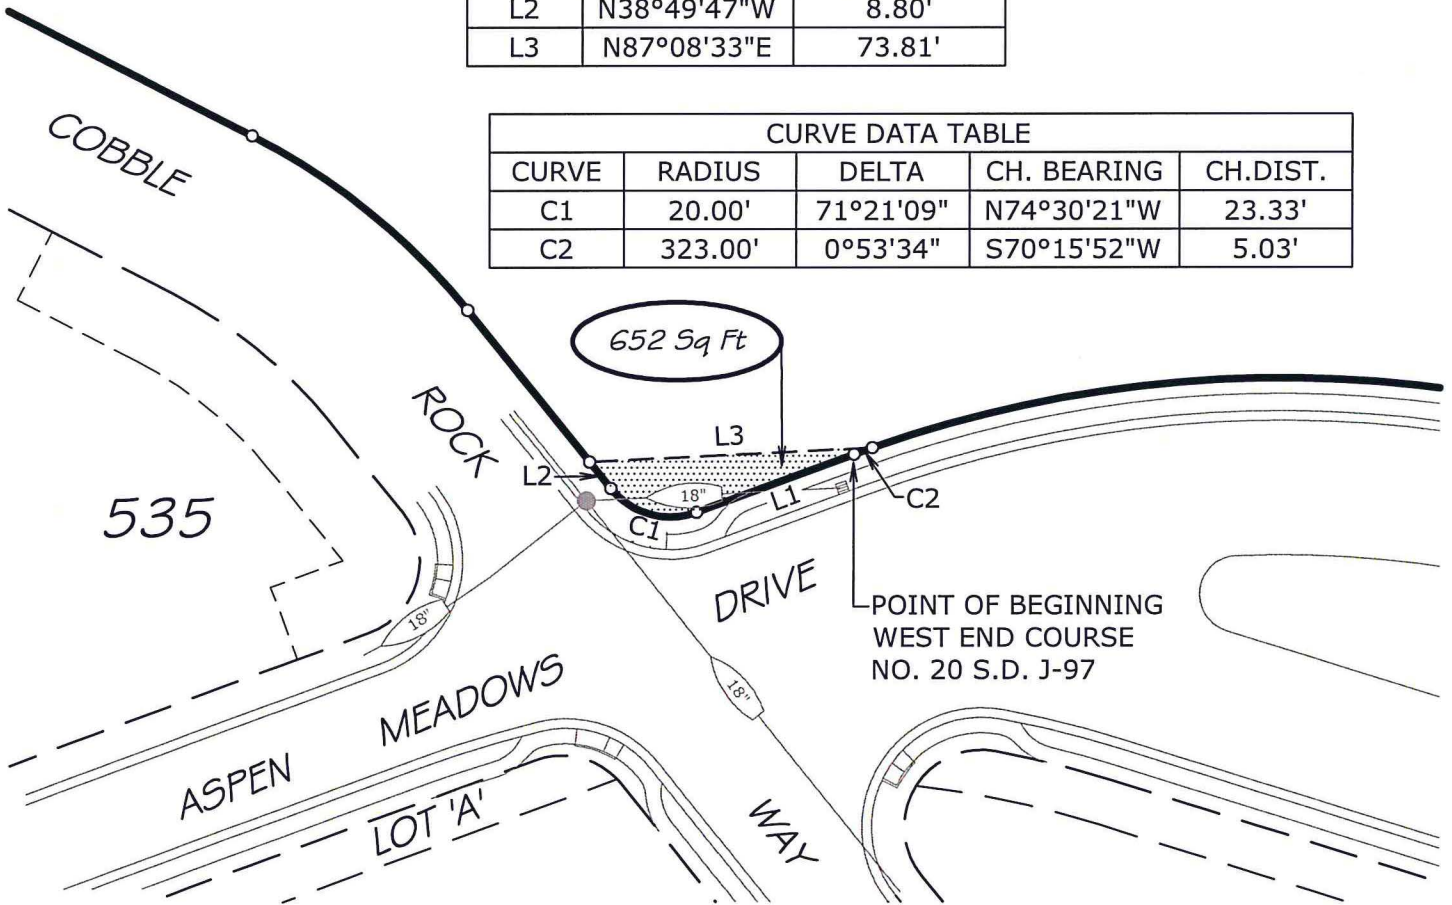 L2 N38°49'47"W 8.80'
L3 N87°08'33"E 73.81'
CURVE DATA TABLE
CURVE RADIUS DELTA CH. BEARING CH.DIST.
C1 20.00' 71°21'09" N74°30'21"W 23.33'
C2 323.00' 0°53'34" S70°15'52"W 5.03'
COBBLE
652 Sq Ft
ROCK
L3
L2
18"
L1
C2
C1
535
DRIVE
POINT OF BEGINNING
WEST END COURSE
NO. 20 S.D. J-97
18"
18"
MEADOWS
ASPEN
LOT 'A'
WAY